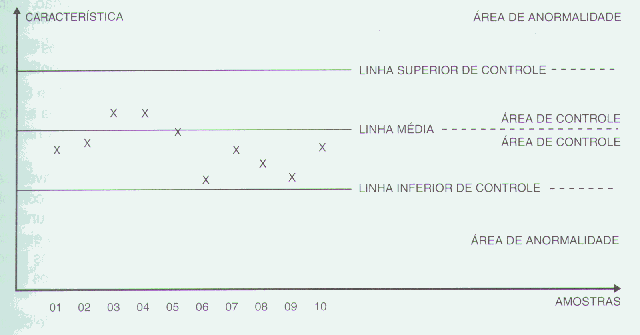 CARACTERÍSTICA
ÁREA DE ANORMALIDADE
LINHA SUPERIOR DE CONTROLE
ÁREA DE CONTROLE
LINHA MÉDIA
ÁREA DE CONTROLE
LINHA INFERIOR DE CONTROLE
ÁREA DE ANORMALIDADE
AMOSTRAS
01 02 03 04 05 06 07 08 09 10